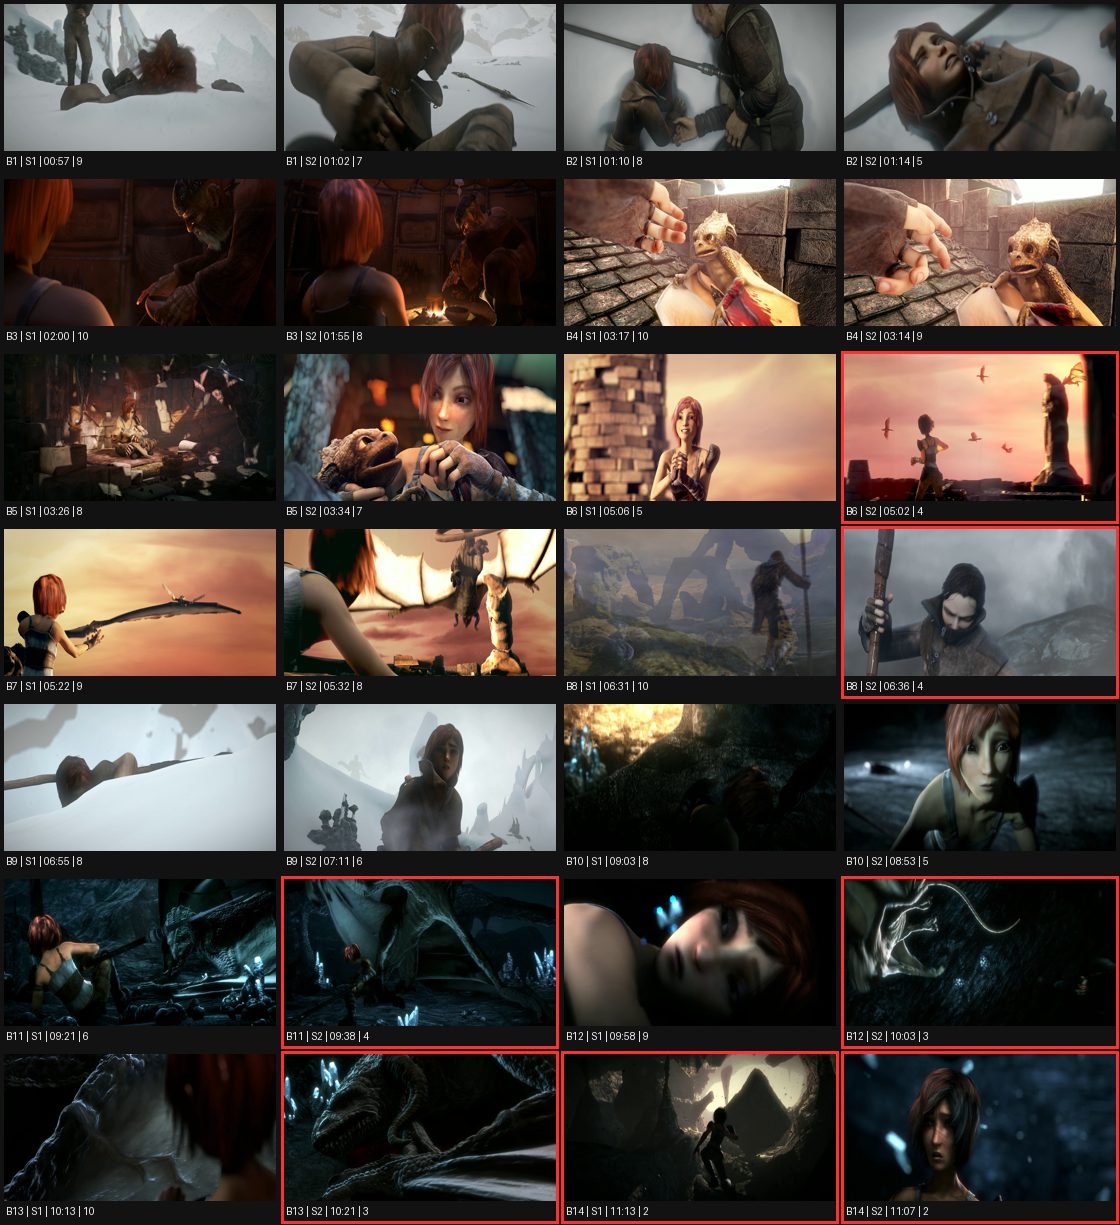 B1 | S1 | 00:57 | 9
B1 | S2 | 01:02 | 7
B2 | S1 | 01:10 | 8
B2 | S2 | 01:14 | 5
B3 | S1 | 02:00 | 10
B3 | S2 | 01:55 | 8
B4 | S1 | 03:17 | 10
B4 | S2 | 03:14 | 9
B5 | S1 | 03:26 | 8
B5 | S2 | 03:34 | 7
B6 | S1 | 05:06 | 5
B6 | S2 | 05:02 | 4
B7 | S1 | 05:22 | 9
B7 | S2 | 05:32 | 8
B8 | S1 | 06:31 | 10
B8 | S2 | 06:36 | 4
B9 | S1 | 06:55 | 8
B9 | S2 | 07:11 | 6
B10 | S1 | 09:03 | 8
B10 | S2 | 08:53 | 5
B11 | S1 | 09:21 | 6
B11 | S2 | 09:38 | 4
B12 | S1 | 09:58 | 9
B12 | S2 | 10:03 | 3
B13 | S1 | 10:13 | 10
B13 | S2 | 10:21 | 3
B14 | S1 | 11:13 | 2
B14 | S2 | 11:07 | 2